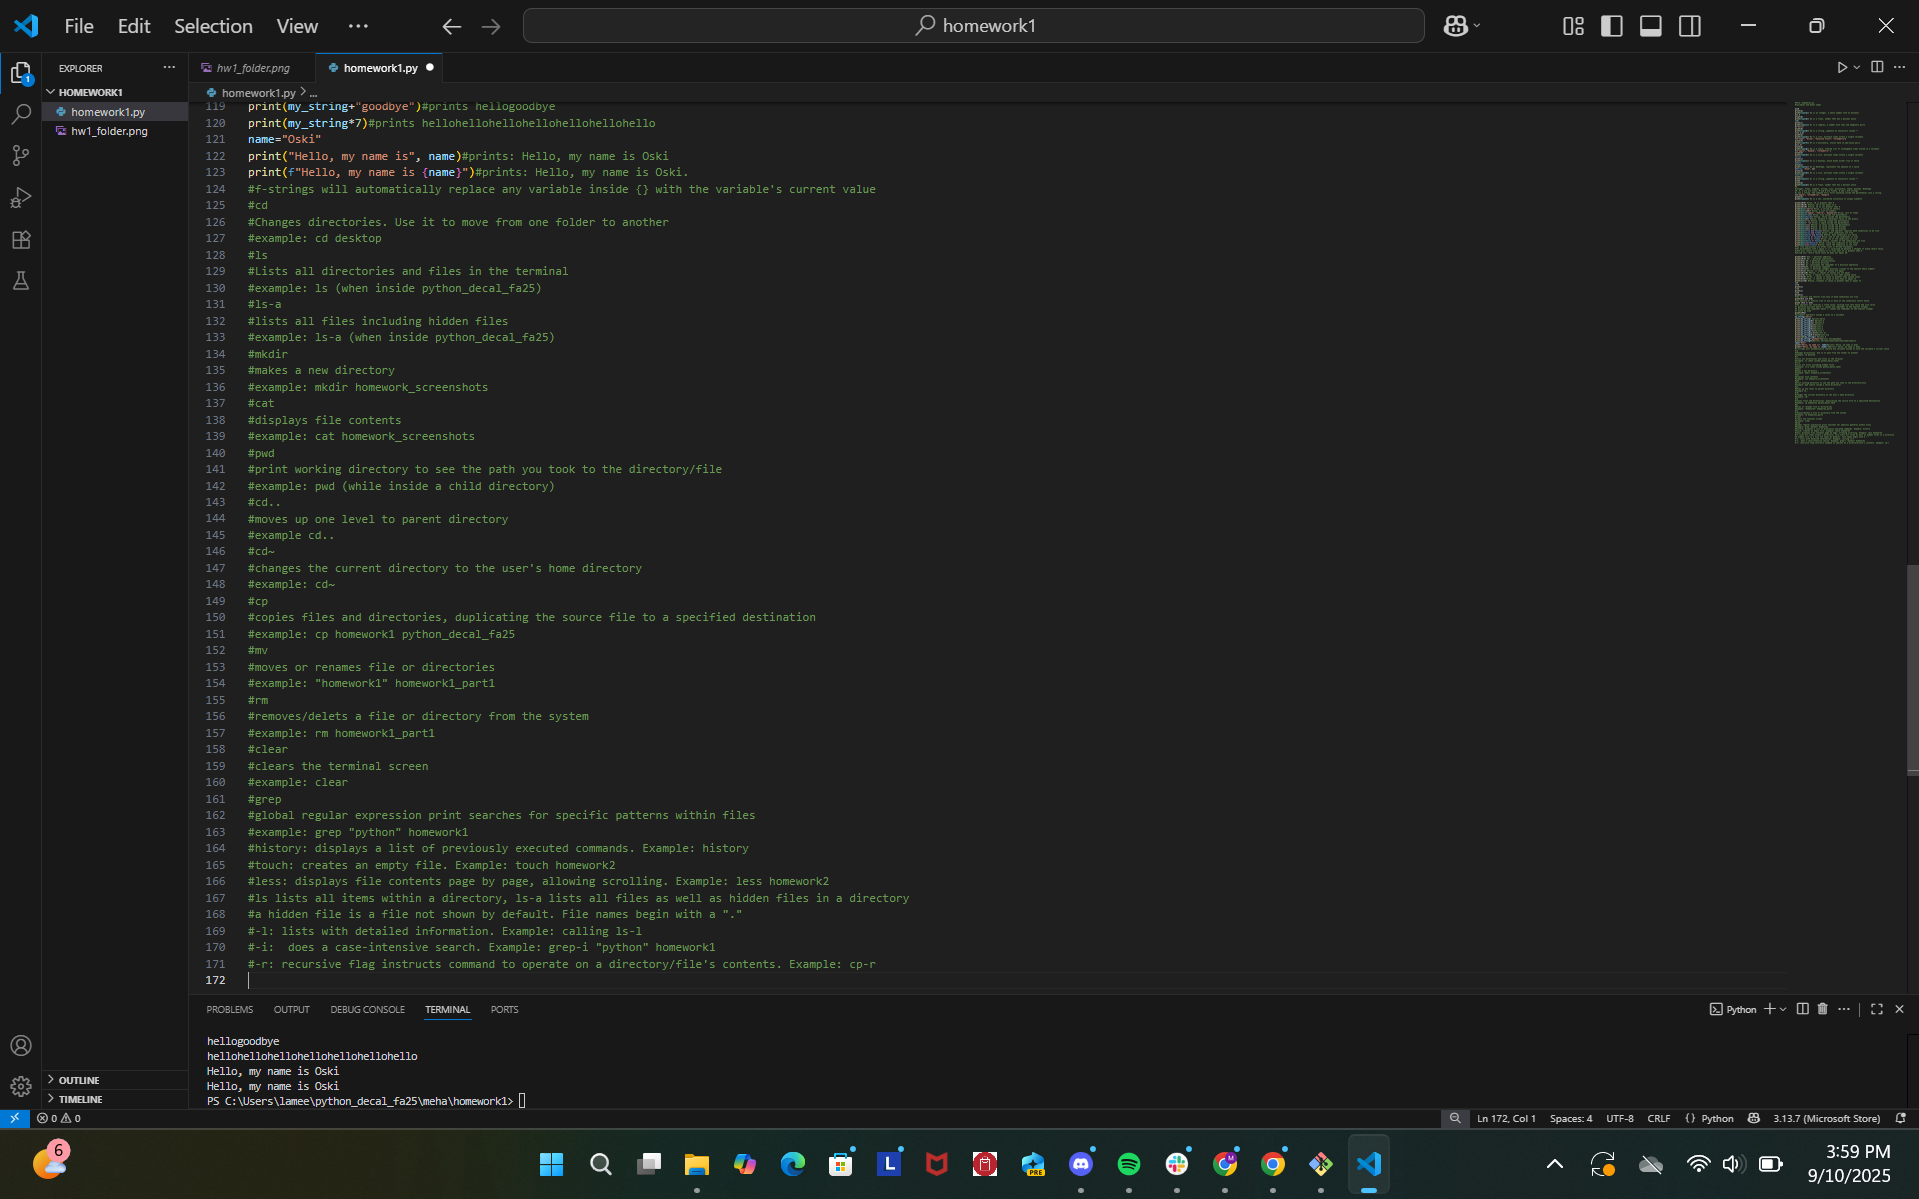 File Edit Selection View ··· homework1
EXPLORER
hw1_folder.png homework1.py
HOMEWORK1
homework1.py
hw1_folder.png
homework1.py > ...
119 print(my_string+"goodbye")#prints hellogoodbye
120 print(my_string*7)#prints hellohellohellohellohellohellohello
121 name="Oski"
122 print("Hello, my name is", name)#prints: Hello, my name is Oski
123 print(f"Hello, my name is {name}")#prints: Hello, my name is Oski.
124 #f-strings will automatically replace any variable inside {} with the variable's current value
125 #cd
126 #Changes directories. Use it to move from one folder to another
127 #example: cd desktop
128 #ls
129 #Lists all directories and files in the terminal
130 #example: ls (when inside python_decal_fa25)
131 #ls-a
132 #lists all files including hidden files
133 #example: ls-a (when inside python_decal_fa25)
134 #mkdir
135 #makes a new directory
136 #example: mkdir homework_screenshots
137 #cat
138 #displays file contents
139 #example: cat homework_screenshots
140 #pwd
141 #print working directory to see the path you took to the directory/file
142 #example: pwd (while inside a child directory)
143 #cd..
144 #moves up one level to parent directory
145 #example cd..
146 #cd~
147 #changes the current directory to the user's home directory
148 #example: cd~
149 #cp
150 #copies files and directories, duplicating the source file to a specified destination
151 #example: cp homework1 python_decal_fa25
152 #mv
153 #moves or renames file or directories
154 #example: "homework1" homework1_part1
155 #rm
156 #removes/delets a file or directory from the system
157 #example: rm homework1_part1
158 #clear
159 #clears the terminal screen
160 #example: clear
161 #grep
162 #global regular expression print searches for specific patterns within files
163 #example: grep "python" homework1
164 #history: displays a list of previously executed commands. Example: history
165 #touch: creates an empty file. Example: touch homework2
166 #less: displays file contents page by page, allowing scrolling. Example: less homework2
167 #ls lists all items within a directory, ls-a lists all files as well as hidden files in a directory
168 #a hidden file is a file not shown by default. File names begin with a "."
169 #-l: lists with detailed information. Example: calling ls-l
170 #-i:  does a case-intensive search. Example: grep-i "python" homework1
171 #-r: recursive flag instructs command to operate on a directory/file's contents. Example: cp-r
172
PROBLEMS OUTPUT DEBUG CONSOLE TERMINAL PORTS Python
hellogoodbye
hellohellohellohellohellohellohello
Hello, my name is Oski
Hello, my name is Oski
PS C:\Users\lamee\python_decal_fa25\meha\homework1>
OUTLINE
TIMELINE
0 0 Ln 172, Col 1 Spaces: 4 UTF-8 CRLF {} Python 3.13.7 (Microsoft Store)
6
L
PRE
M
3:59 PM
9/10/2025